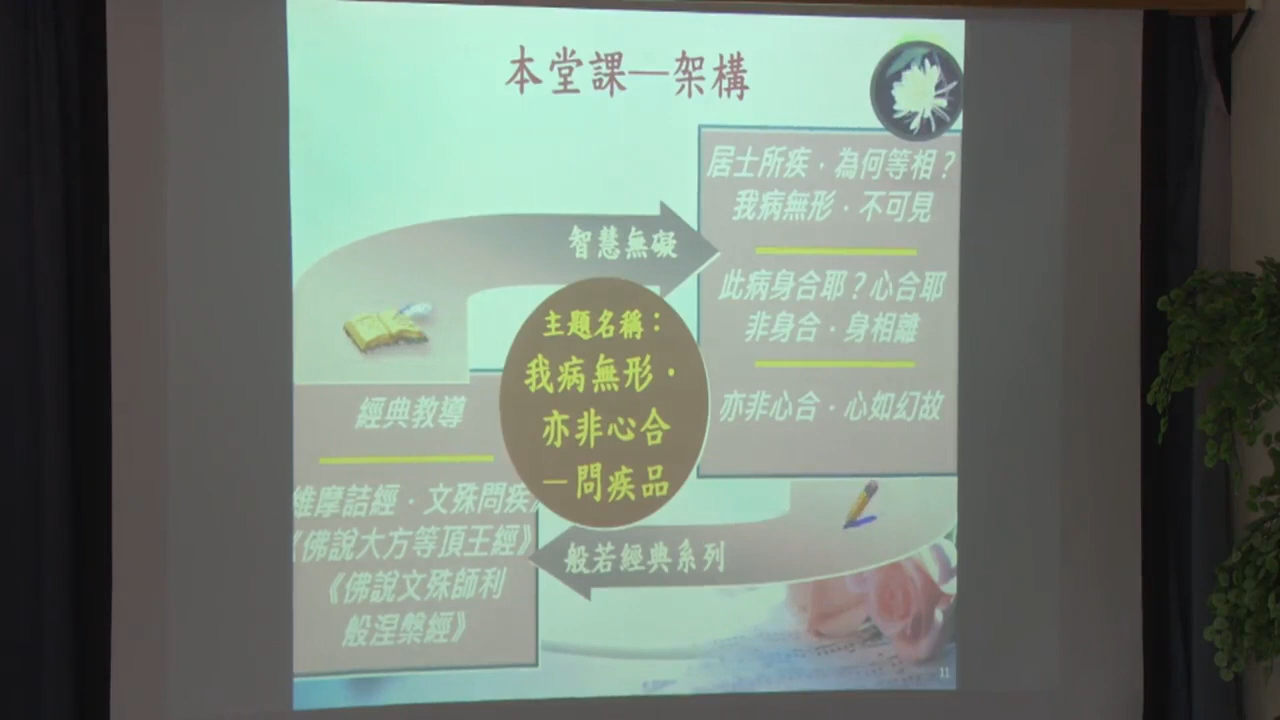 本堂課—架構
居士所疾．為何等相？
我病無形．不可見
智慧無礙
此病身合耶？心合耶
非身合．身相離
亦非心合．心如幻故
主題名稱：
我病無形．
亦非心合
－問疾品
經典教導
維摩詰經．文殊問疾》
《佛說大方等頂王經》
《佛說文殊師利
般涅槃經》
般若經典系列
11